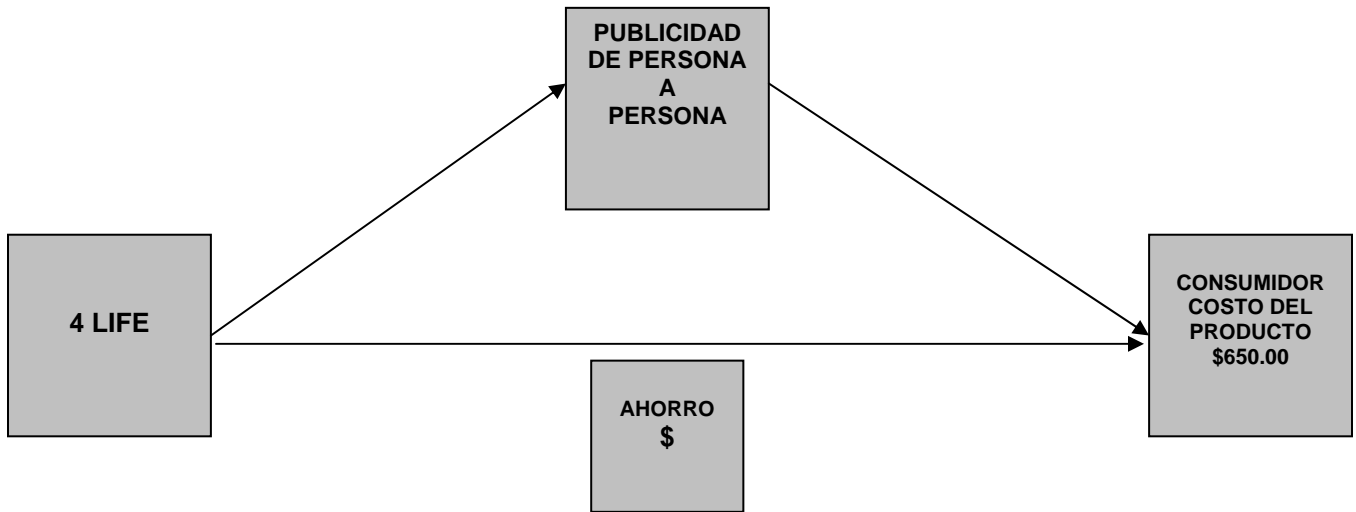 PUBLICIDAD
DE PERSONA
A
PERSONA
4 LIFE
CONSUMIDOR
COSTO DEL
PRODUCTO
$650.00
AHORRO
$